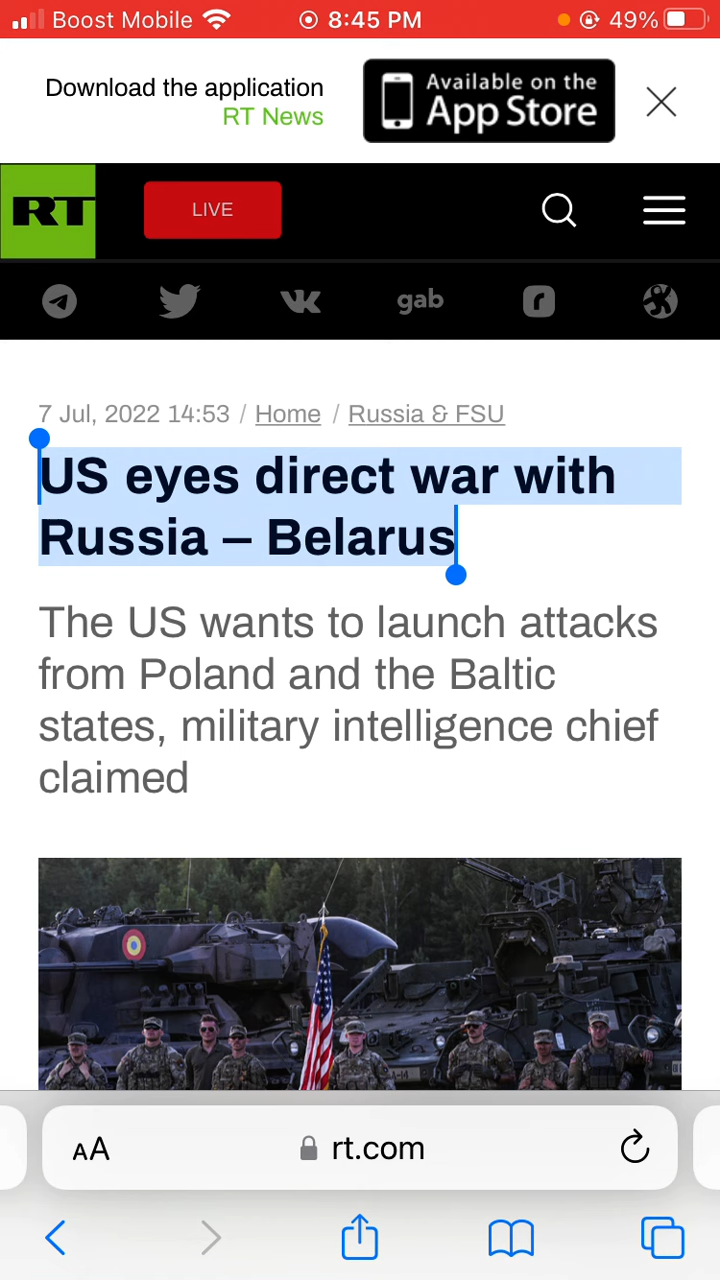 Boost Mobile 8:45 PM 49%
Download the application
RT News
Available on the
App Store
RT LIVE
gab
7 Jul, 2022 14:53 / Home / Russia & FSU
US eyes direct war with
Russia – Belarus
The US wants to launch attacks
from Poland and the Baltic
states, military intelligence chief
claimed
AA rt.com